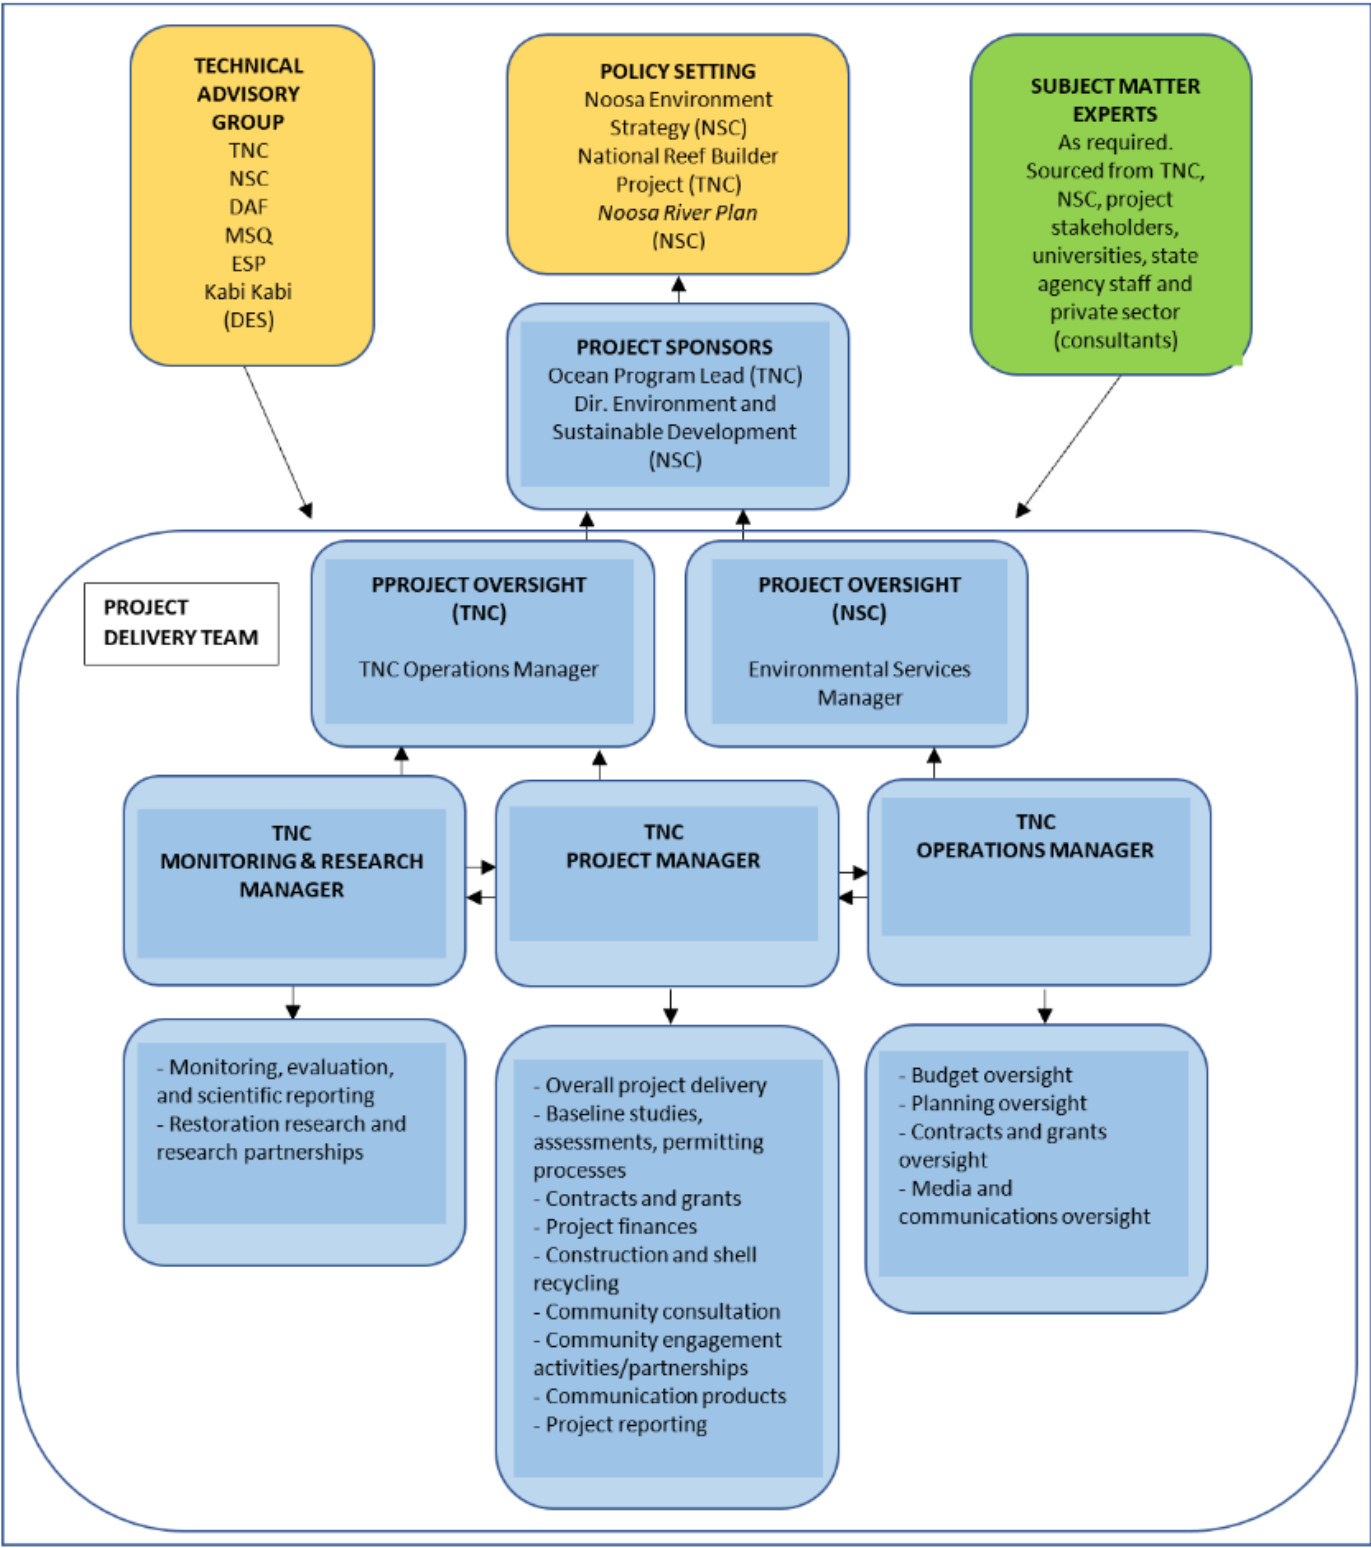 TECHNICAL
ADVISORY
GROUP
TNC
NSC
DAF
MSQ
ESP
Kabi Kabi
(DES)
POLICY SETTING
Noosa Environment
Strategy (NSC)
National Reef Builder
Project (TNC)
Noosa River Plan
(NSC)
SUBJECT MATTER
EXPERTS
As required.
Sourced from TNC,
NSC, project
stakeholders,
universities, state
agency staff and
private sector
(consultants)
PROJECT SPONSORS
Ocean Program Lead (TNC)
Dir. Environment and
Sustainable Development
(NSC)
PROJECT
DELIVERY TEAM
PPROJECT OVERSIGHT
(TNC)
TNC Operations Manager
PROJECT OVERSIGHT
(NSC)
Environmental Services
Manager
TNC
MONITORING & RESEARCH
MANAGER
TNC
PROJECT MANAGER
TNC
OPERATIONS MANAGER
- Monitoring, evaluation,
and scientific reporting
- Restoration research and
research partnerships
- Overall project delivery
- Baseline studies,
assessments, permitting
processes
- Contracts and grants
- Project finances
- Construction and shell
recycling
- Community consultation
- Community engagement
activities/partnerships
- Communication products
- Project reporting
- Budget oversight
- Planning oversight
- Contracts and grants
oversight
- Media and
communications oversight